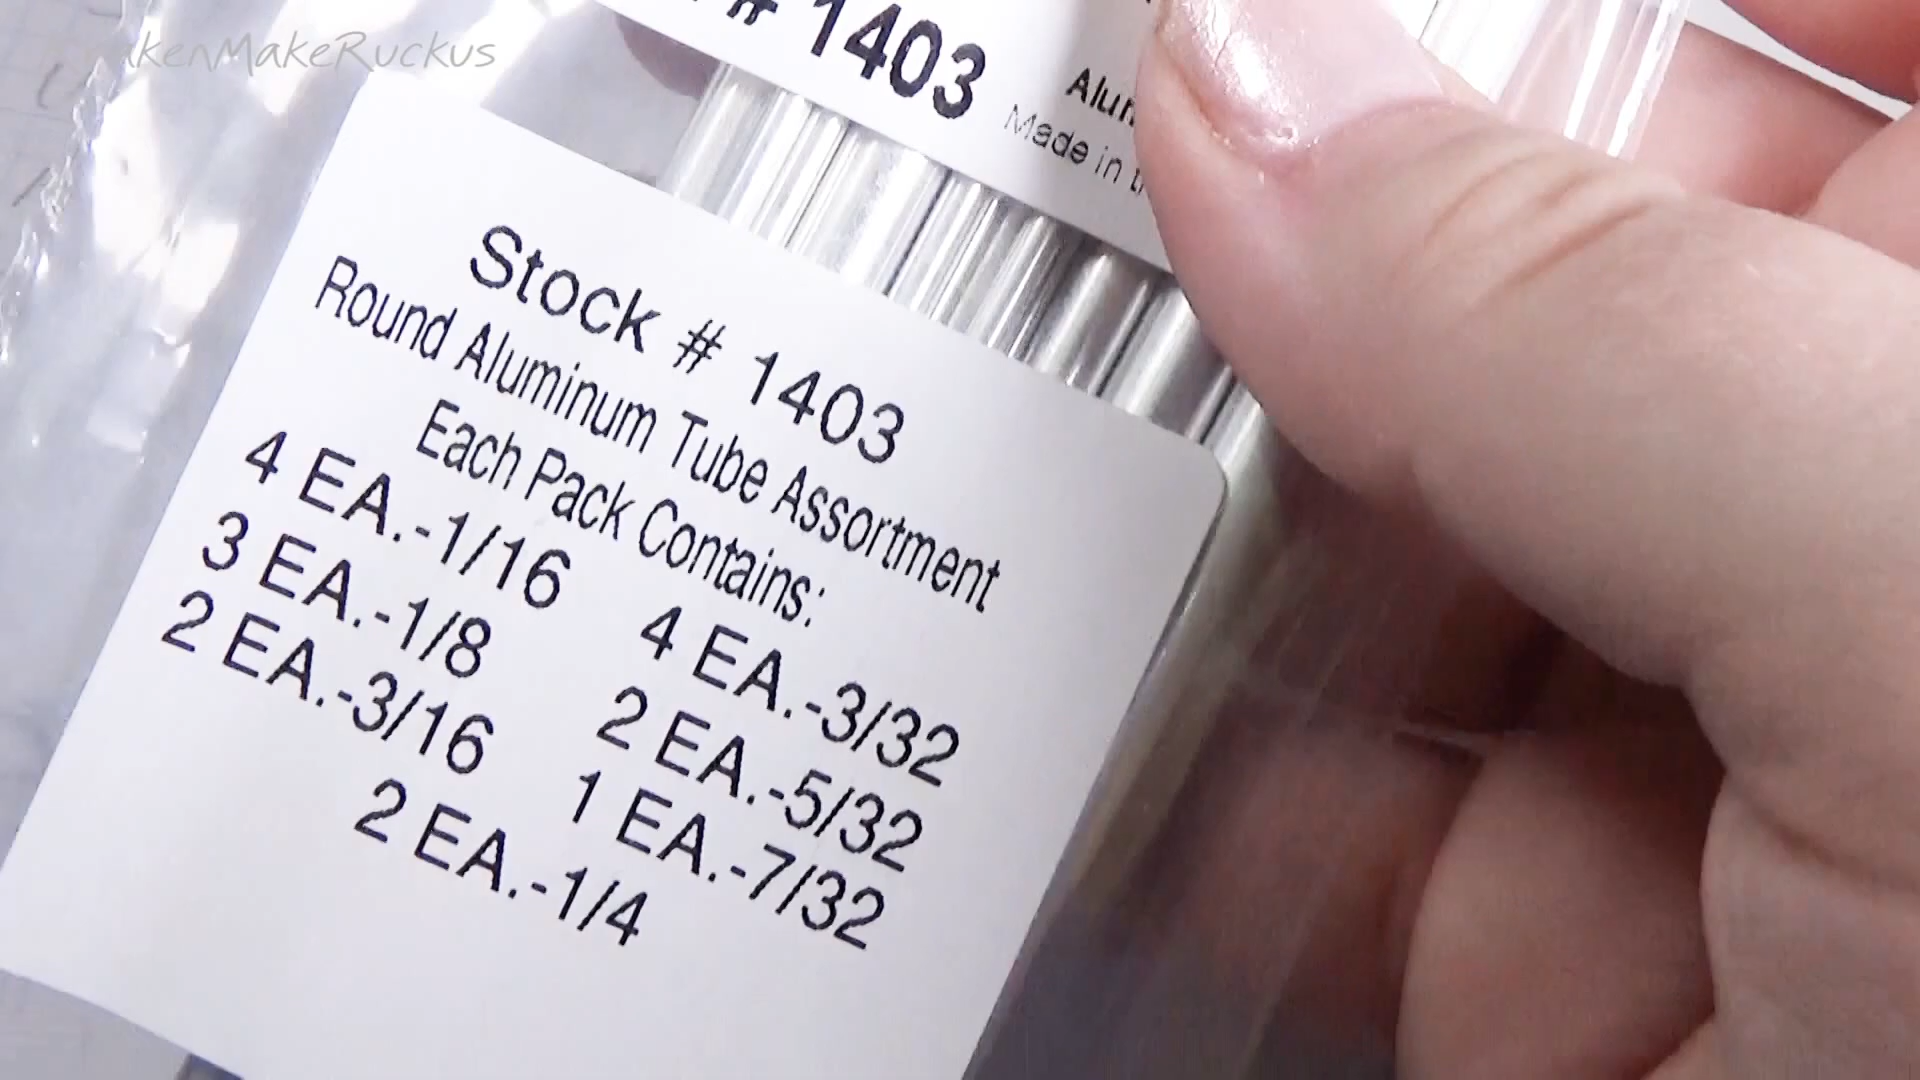 KrakenMakeRuckus
# 1403
Made in
Stock # 1403
Round Aluminum Tube Assortment
Each Pack Contains:
4 EA.-1/16 4 EA.-3/32
3 EA.-1/8 2 EA.-5/32
2 EA.-3/16 1 EA.-7/32
2 EA.-1/4